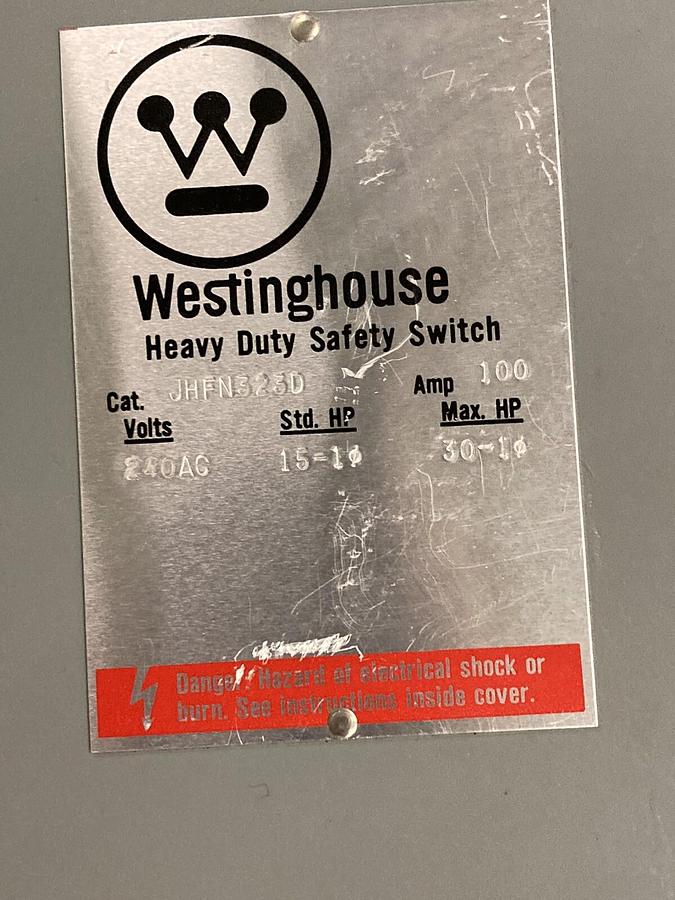 Westinghouse
Heavy Duty Safety Switch
Cat. JHFN323D Amp 100
Volts Std. HP Max. HP
240AC 15-1ϕ 30-1ϕ
Danger! Hazard of electrical shock or
burn. See instructions inside cover.